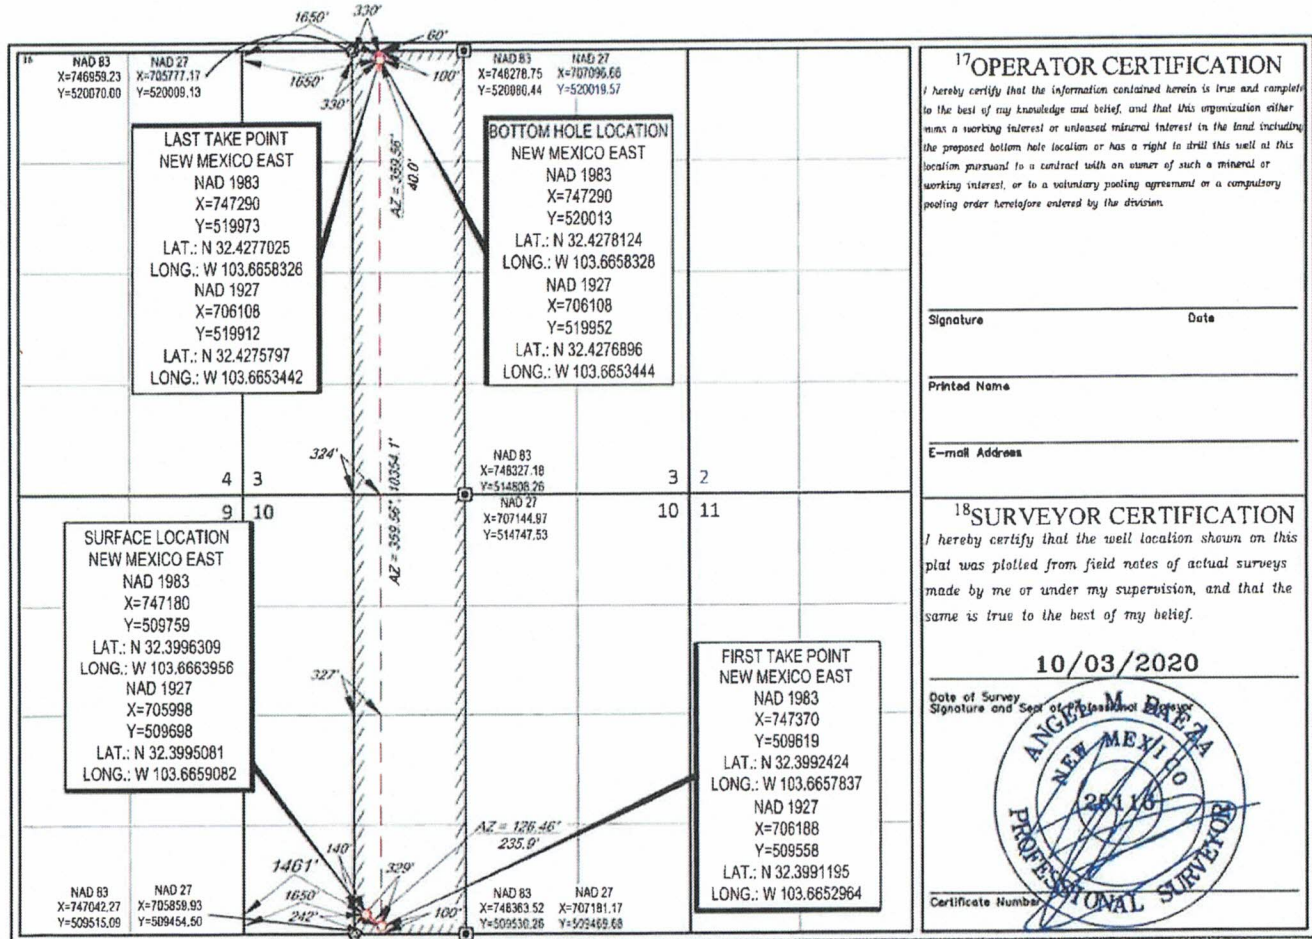 1650'
330'
60'
16
NAD 83
X=746959.23
Y=520070.00
NAD 27
X=705777.17
Y=520009.13
1650'
330'
100'
NAD 83
X=748278.75
Y=520080.44
NAD 27
X=707096.66
Y=520019.57
LAST TAKE POINT
NEW MEXICO EAST
NAD 1983
X=747290
Y=519973
LAT.: N 32.4277025
LONG.: W 103.6658326
NAD 1927
X=706108
Y=519912
LAT.: N 32.4275797
LONG.: W 103.6653442
AZ = 359.56°
40.0'
BOTTOM HOLE LOCATION
NEW MEXICO EAST
NAD 1983
X=747290
Y=520013
LAT.: N 32.4278124
LONG.: W 103.6658328
NAD 1927
X=706108
Y=519952
LAT.: N 32.4276896
LONG.: W 103.6653444
324'
AZ = 359.56°, 10354.1'
NAD 83
X=748327.18
Y=514808.26
NAD 27
X=707144.97
Y=514747.53
4 3
9 10
3 2
10 11
SURFACE LOCATION
NEW MEXICO EAST
NAD 1983
X=747180
Y=509759
LAT.: N 32.3996309
LONG.: W 103.6663956
NAD 1927
X=705998
Y=509698
LAT.: N 32.3995081
LONG.: W 103.6659082
327'
FIRST TAKE POINT
NEW MEXICO EAST
NAD 1983
X=747370
Y=509619
LAT.: N 32.3992424
LONG.: W 103.6657837
NAD 1927
X=706188
Y=509558
LAT.: N 32.3991195
LONG.: W 103.6652964
AZ = 126.46°
235.9'
140'
1461'
329'
1650'
242'
100'
NAD 83
X=747042.27
Y=509515.09
NAD 27
X=705859.93
Y=509454.50
NAD 83
X=748363.52
Y=509530.26
NAD 27
X=707181.17
Y=509469.68
17OPERATOR CERTIFICATION
I hereby certify that the information contained herein is true and complete
to the best of my knowledge and belief, and that this organization either
owns a working interest or unleased mineral interest in the land including
the proposed bottom hole location or has a right to drill this well at this
location pursuant to a contract with an owner of such a mineral or
working interest, or to a voluntary pooling agreement or a compulsory
pooling order heretofore entered by the division.
Signature Date
Printed Name
E-mail Address
18SURVEYOR CERTIFICATION
I hereby certify that the well location shown on this
plat was plotted from field notes of actual surveys
made by me or under my supervision, and that the
same is true to the best of my belief.
10/03/2020
Date of Survey
Signature and Seal of Professional Surveyor
ANGEL M. BAEZA
NEW MEXICO
25116
PROFESSIONAL SURVEYOR
Certificate Number